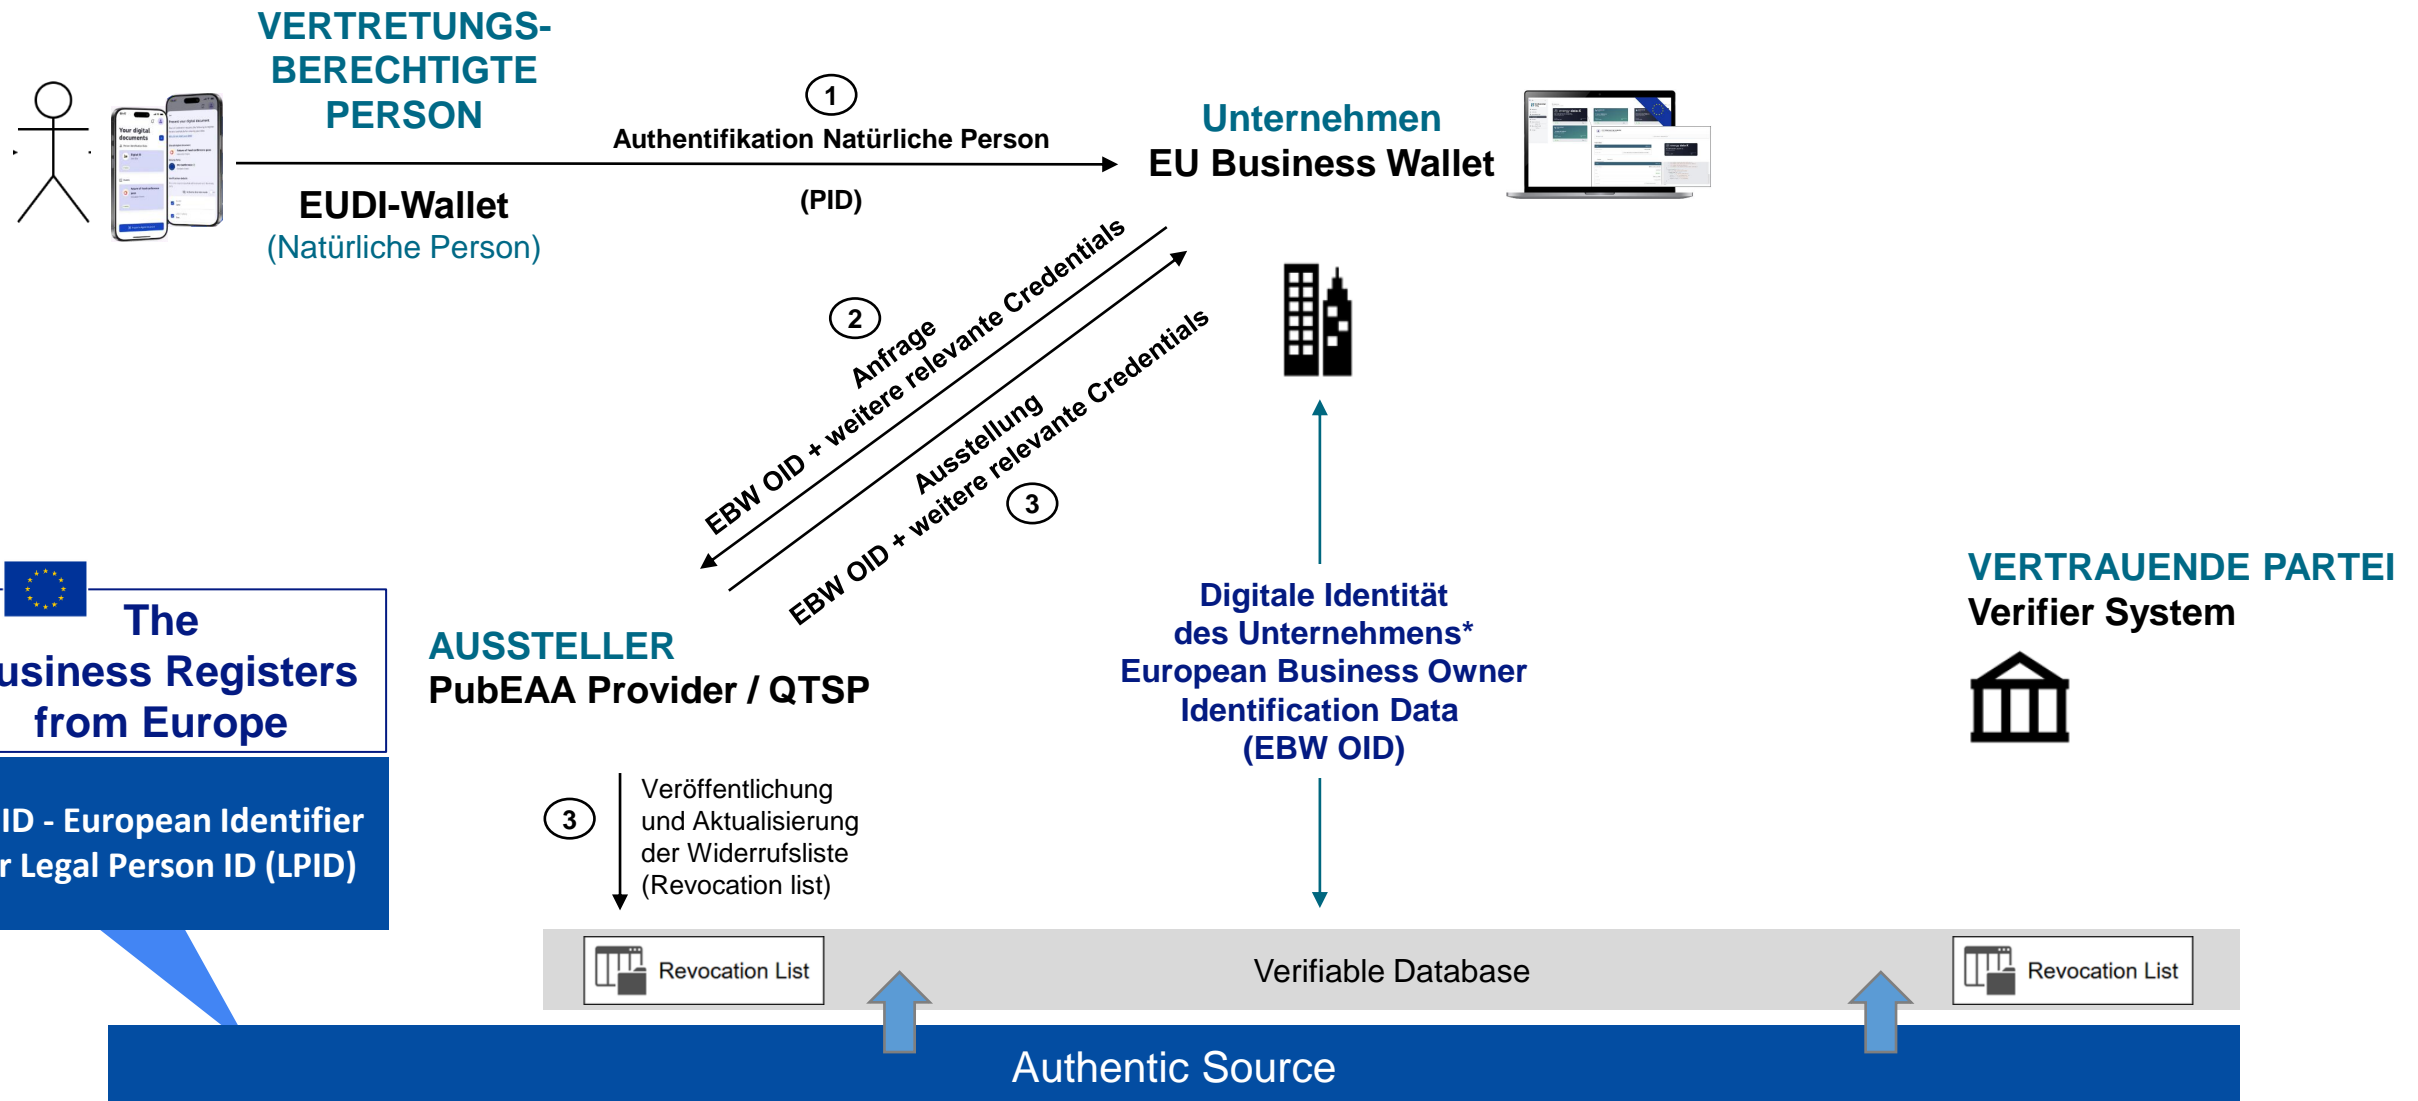 VERTRETUNGS-
BERECHTIGTE
PERSON
EUDI-Wallet
(Natürliche Person)
Your digital
documents
1
Authentifikation Natürliche Person
(PID)
Unternehmen
EU Business Wallet
2
Anfrage
EBW OID + weitere relevante Credentials
Ausstellung
EBW OID + weitere relevante Credentials
3
The
usiness Registers
from Europe
ID - European Identifier
r Legal Person ID (LPID)
AUSSTELLER
PubEAA Provider / QTSP
3
Veröffentlichung
und Aktualisierung
der Widerrufsliste
(Revocation list)
Digitale Identität
des Unternehmens*
European Business Owner
Identification Data
(EBW OID)
VERTRAUENDE PARTEI
Verifier System
Revocation List
Verifiable Database
Revocation List
Authentic Source